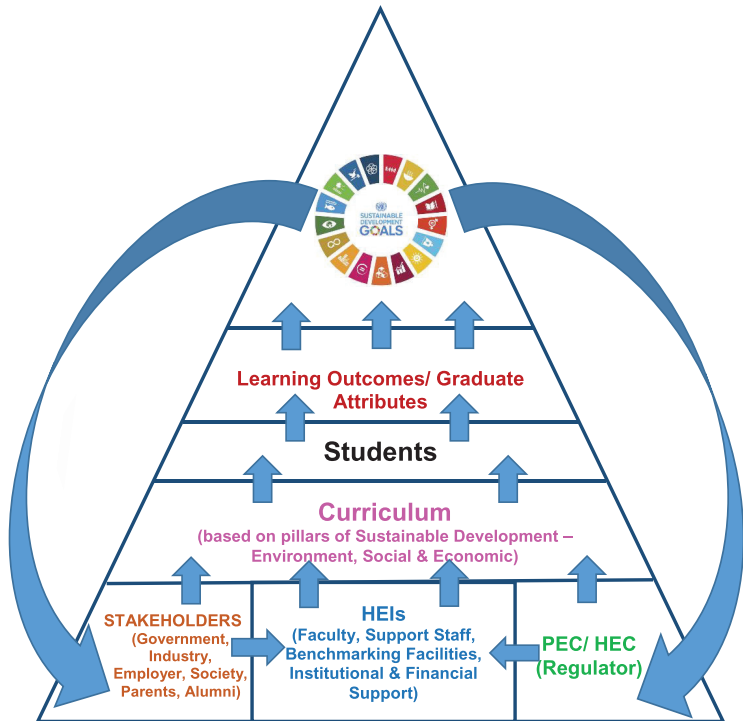 SUSTAINABLE
DEVELOPMENT
GOALS
Learning Outcomes/ Graduate
Attributes
Students
Curriculum
(based on pillars of Sustainable Development –
Environment, Social & Economic)
STAKEHOLDERS
(Government,
Industry,
Employer, Society,
Parents, Alumni)
HEIs
(Faculty, Support Staff,
Benchmarking Facilities,
Institutional & Financial
Support)
PEC/ HEC
(Regulator)